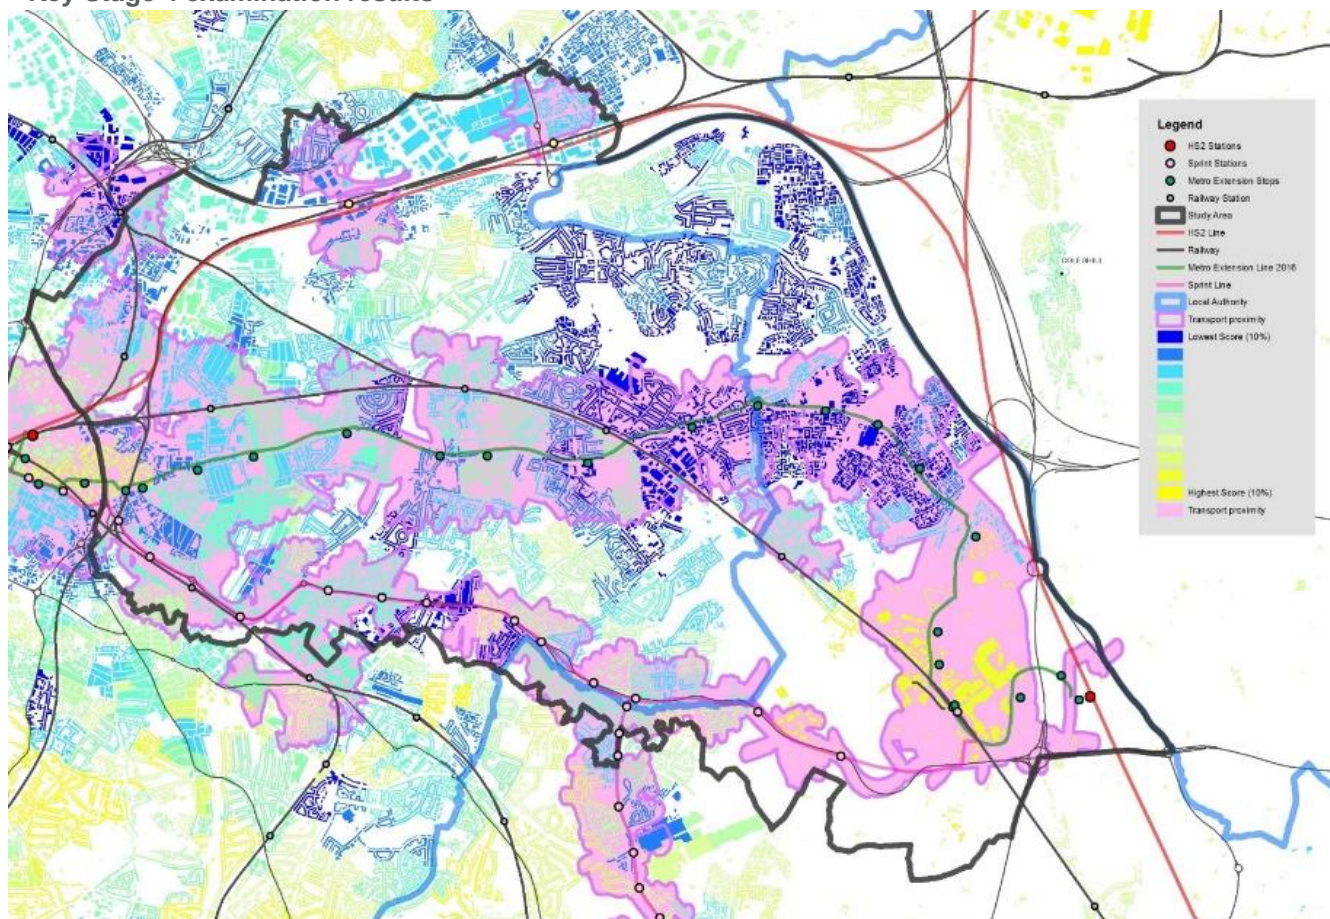 Key Stage 4 examination results
COLESHILL
Legend
HS2 Stations
Sprint Stations
Metro Extension Stops
Railway Station
Study Area
HS2 Line
Railway
Metro Extension Line 2016
Sprint Line
Local Authority
Transport proximity
Lowest Score (10%)
Highest Score (10%)
Transport proximity